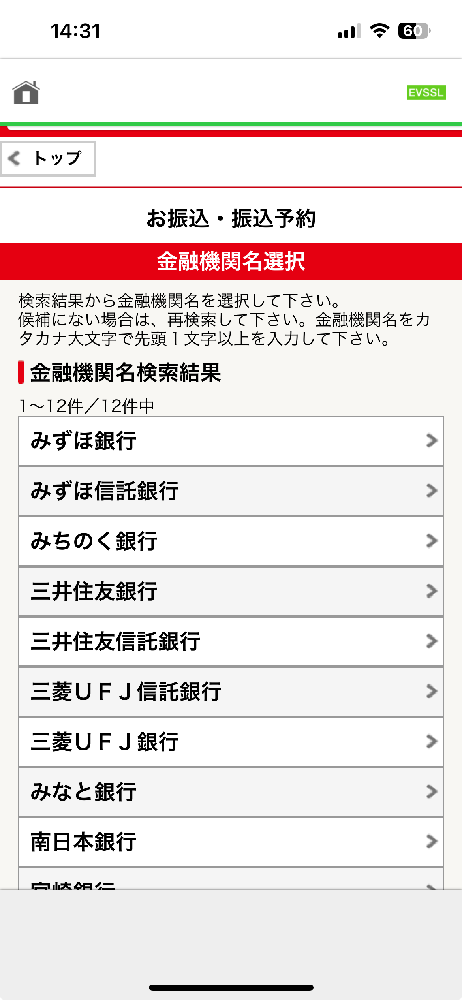 14:31
60
EVSSL
トップ
お振込・振込予約
金融機関名選択
検索結果から金融機関名を選択して下さい。
候補にない場合は、再検索して下さい。金融機関名をカ
タカナ大文字で先頭１文字以上を入力して下さい。
金融機関名検索結果
1〜12件／12件中
みずほ銀行
みずほ信託銀行
みちのく銀行
三井住友銀行
三井住友信託銀行
三菱ＵＦＪ信託銀行
三菱ＵＦＪ銀行
みなと銀行
南日本銀行
宮崎銀行